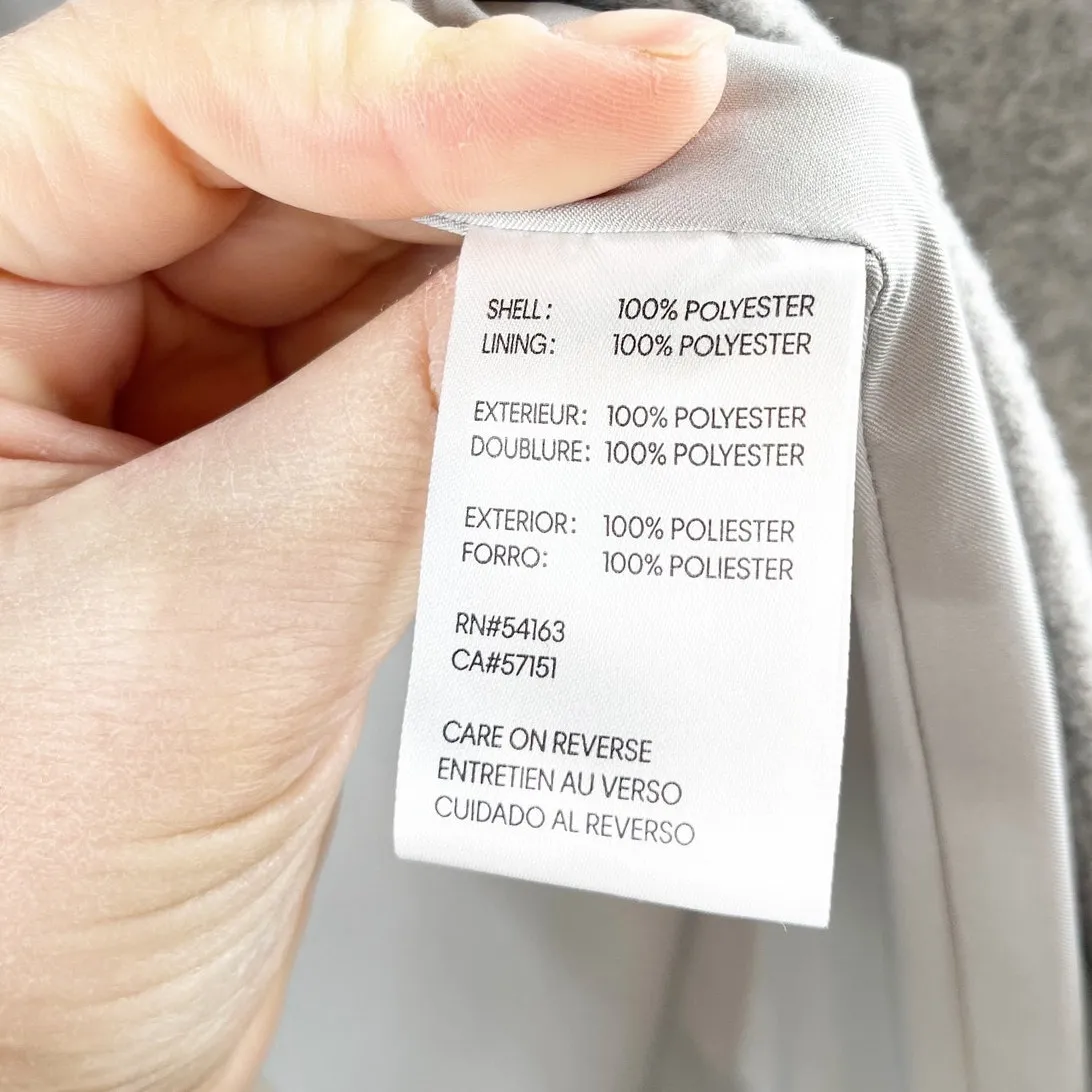 SHELL: 100% POLYESTER
LINING: 100% POLYESTER
EXTERIEUR: 100% POLYESTER
DOUBLURE: 100% POLYESTER
EXTERIOR: 100% POLIESTER
FORRO: 100% POLIESTER
RN#54163
CA#57151
CARE ON REVERSE
ENTRETIEN AU VERSO
CUIDADO AL REVERSO